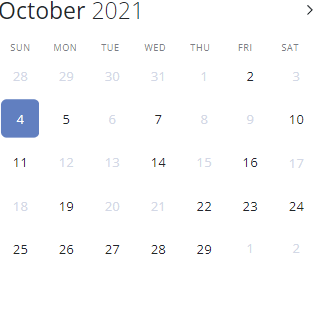 October 2021
SUN MON TUE WED THU FRI SAT
28 29 30 31 1 2 3
4 5 6 7 8 9 10
11 12 13 14 15 16 17
18 19 20 21 22 23 24
25 26 27 28 29 1 2